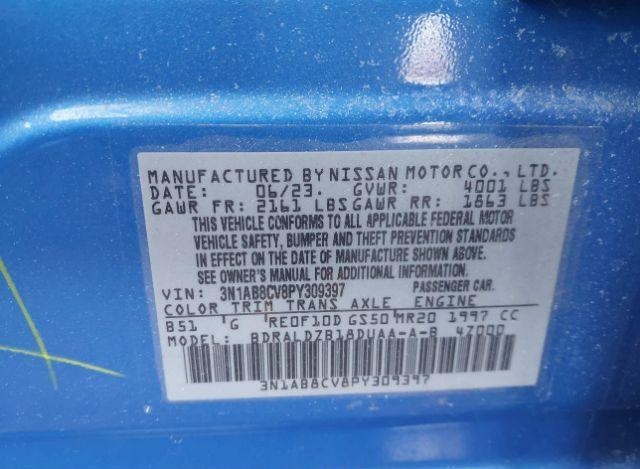 MANUFACTURED BY NISSAN MOTOR CO., LTD.
DATE: 06/23. GVWR: 4001 LBS
GAWR FR: 2161 LBS GAWR RR: 1863 LBS
THIS VEHICLE CONFORMS TO ALL APPLICABLE FEDERAL MOTOR
VEHICLE SAFETY, BUMPER AND THEFT PREVENTION STANDARDS
IN EFFECT ON THE DATE OF MANUFACTURE SHOWN ABOVE.
SEE OWNER'S MANUAL FOR ADDITIONAL INFORMATION.
VIN: 3N1AB8CV8PY309397 PASSENGER CAR.
COLOR TRIM TRANS AXLE ENGINE
B51 G RE0F10D GS50 MR20 1997 CC
MODEL: BDRALDZB18DUAA-A-B 4Z000
3N1AB8CV8PY309397